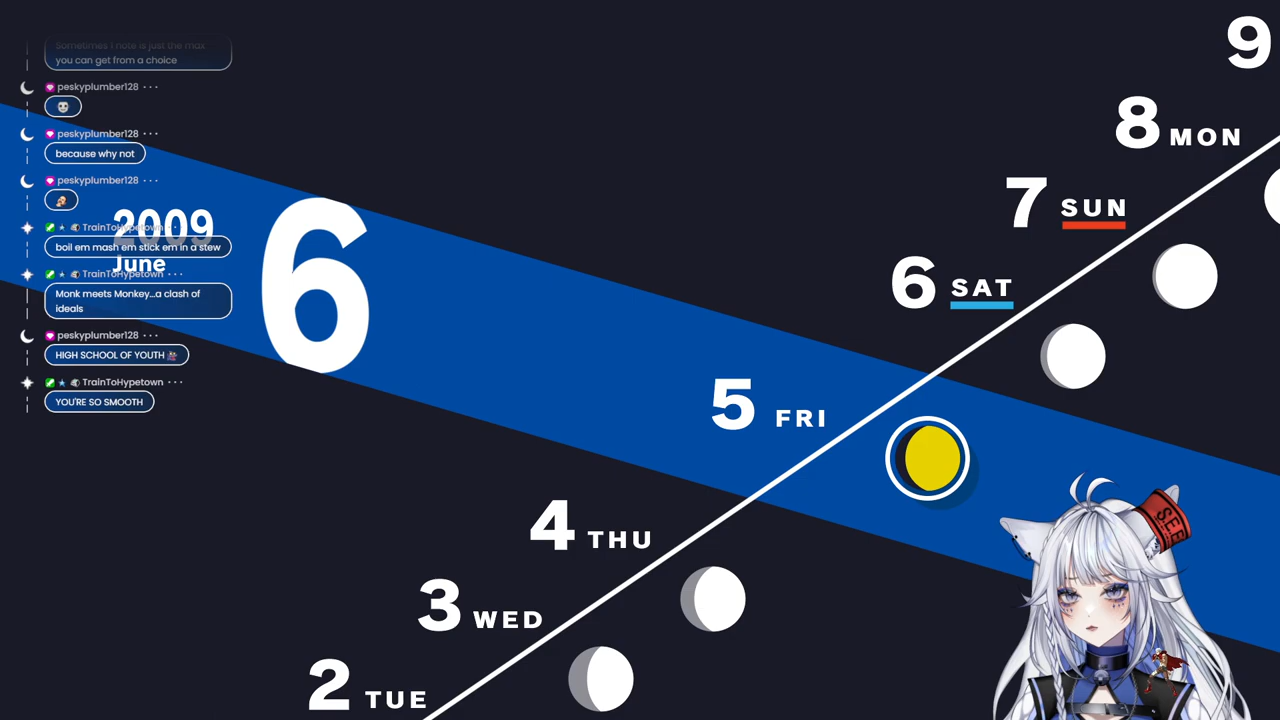 Sometimes 1 note is just the max
you can get from a choice
peskyplumber128
peskyplumber128
because why not
peskyplumber128
TrainToHypetown
boil em mash em stick em in a stew
TrainToHypetown
Monk meets Monkey...a clash of
ideals
peskyplumber128
HIGH SCHOOL OF YOUTH
TrainToHypetown
YOU'RE SO SMOOTH
2009
June
6
9
8 MON
7 SUN
6 SAT
5 FRI
4 THU
3 WED
2 TUE
SEE